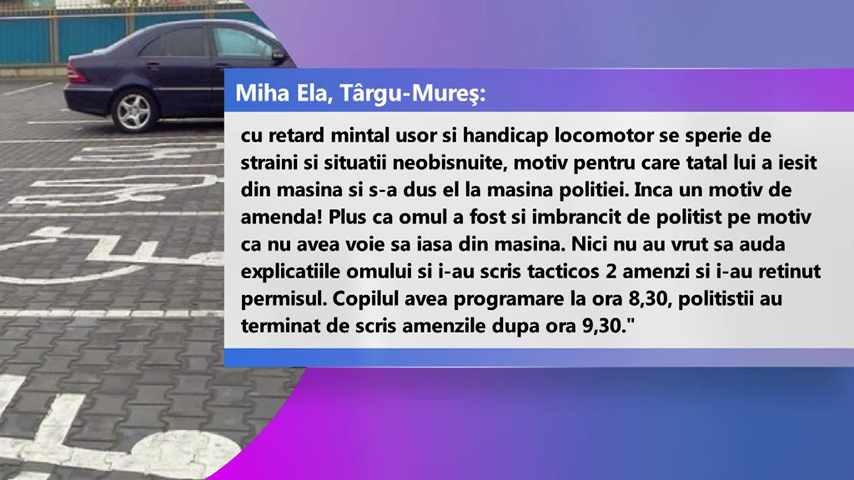 Miha Ela, Târgu-Mureş:
cu retard mintal usor si handicap locomotor se sperie de
straini si situatii neobisnuite, motiv pentru care tatal lui a iesit
din masina si s-a dus el la masina politiei. Inca un motiv de
amenda! Plus ca omul a fost si imbrancit de politist pe motiv
ca nu avea voie sa iasa din masina. Nici nu au vrut sa auda
explicatiile omului si i-au scris tacticos 2 amenzi si i-au retinut
permisul. Copilul avea programare la ora 8,30, politistii au
terminat de scris amenzile dupa ora 9,30."